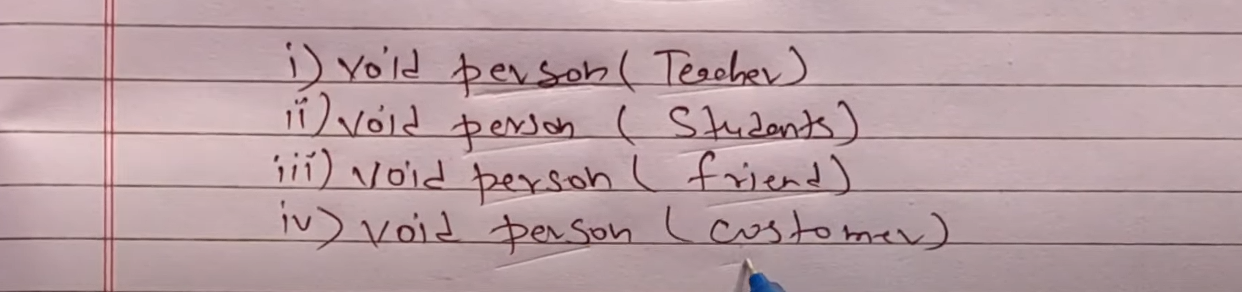 i) void person( Teacher)
ii) void person ( Students)
iii) void person ( friend)
iv) void person ( customer)